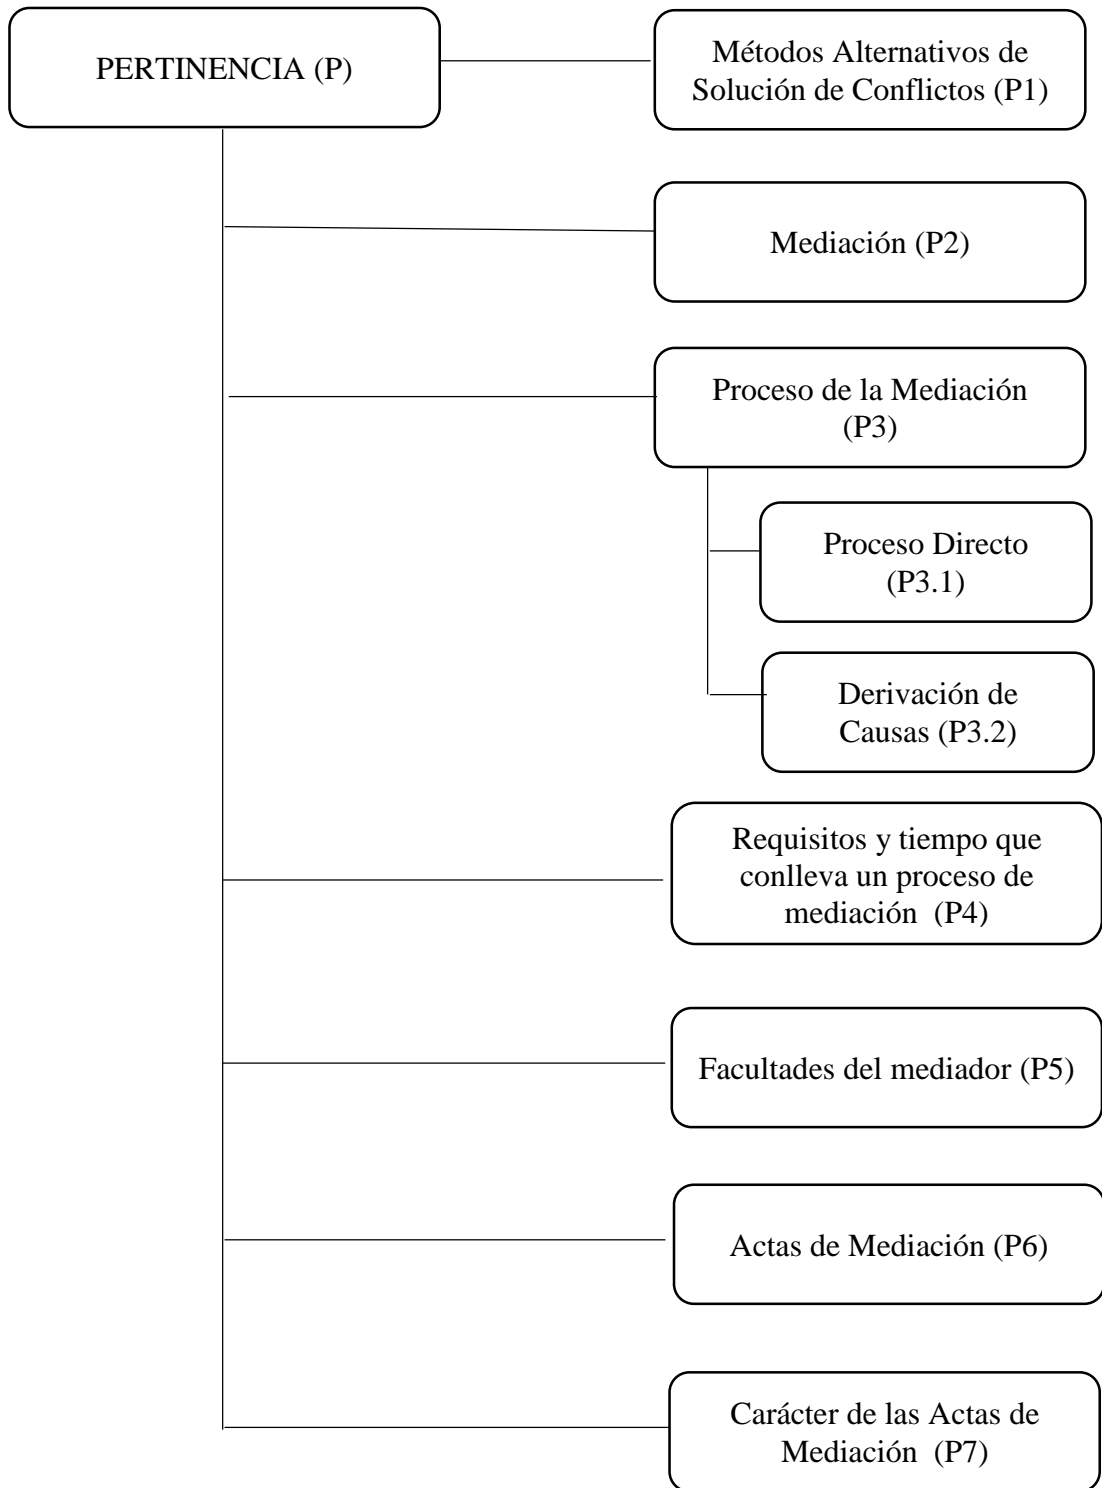 PERTINENCIA (P)
Métodos Alternativos de
Solución de Conflictos (P1)
Mediación (P2)
Proceso de la Mediación
(P3)
Proceso Directo
(P3.1)
Derivación de
Causas (P3.2)
Requisitos y tiempo que
conlleva un proceso de
mediación  (P4)
Facultades del mediador (P5)
Actas de Mediación (P6)
Carácter de las Actas de
Mediación  (P7)